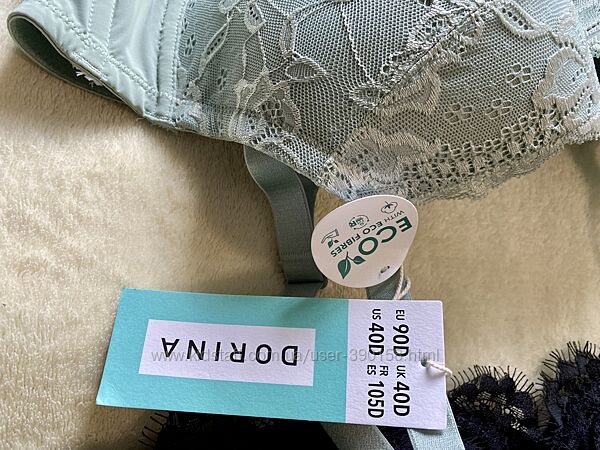 ECO
WITH ECO FIBRES
DORINA
EU 90D UK 40D
US 40D FR ES 105D